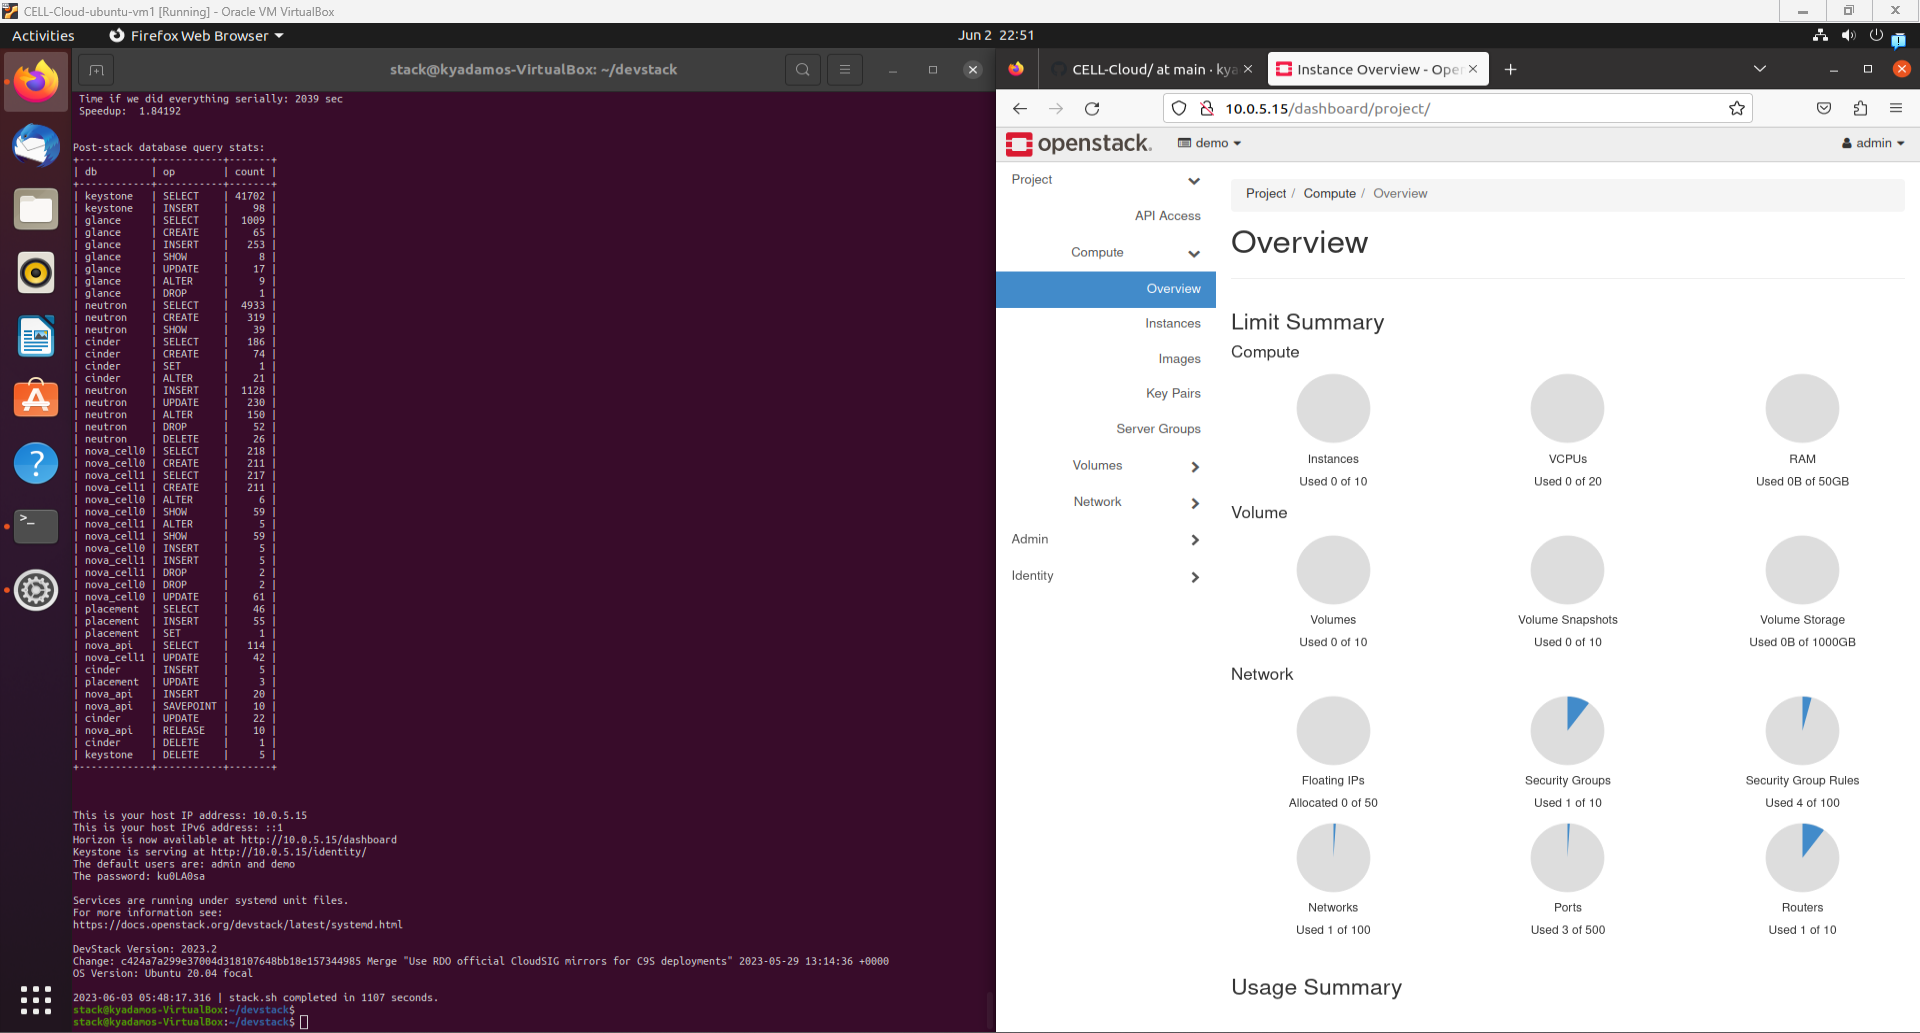 CELL-Cloud-ubuntu-vm1 [Running] - Oracle VM VirtualBox
Activities
Firefox Web Browser
Jun 2 22:51
stack@kyadamos-VirtualBox: ~/devstack
Time if we did everything serially: 2039 sec
Speedup:  1.84192
Post-stack database query stats:
+------------+-----------+-------+
| db         | op        | count |
+------------+-----------+-------+
| keystone   | SELECT    | 41702 |
| keystone   | INSERT    |    98 |
| glance     | SELECT    |  1009 |
| glance     | CREATE    |    65 |
| glance     | INSERT    |   253 |
| glance     | SHOW      |     8 |
| glance     | UPDATE    |    17 |
| glance     | ALTER     |     9 |
| glance     | DROP      |     1 |
| neutron    | SELECT    |  4933 |
| neutron    | CREATE    |   319 |
| neutron    | SHOW      |    39 |
| cinder     | SELECT    |   186 |
| cinder     | CREATE    |    74 |
| cinder     | SET       |     1 |
| cinder     | ALTER     |    21 |
| neutron    | INSERT    |  1128 |
| neutron    | UPDATE    |   230 |
| neutron    | ALTER     |   150 |
| neutron    | DROP      |    52 |
| neutron    | DELETE    |    26 |
| nova_cell0 | SELECT    |   218 |
| nova_cell0 | CREATE    |   211 |
| nova_cell1 | SELECT    |   217 |
| nova_cell1 | CREATE    |   211 |
| nova_cell0 | ALTER     |     6 |
| nova_cell0 | SHOW      |    59 |
| nova_cell1 | ALTER     |     5 |
| nova_cell1 | SHOW      |    59 |
| nova_cell0 | INSERT    |     5 |
| nova_cell1 | INSERT    |     5 |
| nova_cell1 | DROP      |     2 |
| nova_cell0 | DROP      |     2 |
| nova_cell0 | UPDATE    |    61 |
| placement  | SELECT    |    46 |
| placement  | INSERT    |    55 |
| placement  | SET       |     1 |
| nova_api   | SELECT    |   114 |
| nova_cell1 | UPDATE    |    42 |
| cinder     | INSERT    |     5 |
| placement  | UPDATE    |     3 |
| nova_api   | INSERT    |    20 |
| nova_api   | SAVEPOINT |    10 |
| cinder     | UPDATE    |    22 |
| nova_api   | RELEASE   |    10 |
| cinder     | DELETE    |     1 |
| keystone   | DELETE    |     5 |
+------------+-----------+-------+
This is your host IP address: 10.0.5.15
This is your host IPv6 address: ::1
Horizon is now available at http://10.0.5.15/dashboard
Keystone is serving at http://10.0.5.15/identity/
The default users are: admin and demo
The password: ku0LA0sa
Services are running under systemd unit files.
For more information see:
https://docs.openstack.org/devstack/latest/systemd.html
DevStack Version: 2023.2
Change: c424a7a299e37004d318107648bb18e157344985 Merge "Use RDO official CloudSIG mirrors for C9S deployments" 2023-05-29 13:14:36 +0000
OS Version: Ubuntu 20.04 focal
2023-06-03 05:48:17.316 | stack.sh completed in 1107 seconds.
stack@kyadamos-VirtualBox:~/devstack$
stack@kyadamos-VirtualBox:~/devstack$
CELL-Cloud/ at main · kya
Instance Overview - Ope
10.0.5.15/dashboard/project/
openstack.
demo
admin
Project
API Access
Compute
Overview
Instances
Images
Key Pairs
Server Groups
Volumes
Network
Admin
Identity
Project / Compute / Overview
Overview
Limit Summary
Compute
Instances
Used 0 of 10
VCPUs
Used 0 of 20
RAM
Used 0B of 50GB
Volume
Volumes
Used 0 of 10
Volume Snapshots
Used 0 of 10
Volume Storage
Used 0B of 1000GB
Network
Floating IPs
Allocated 0 of 50
Security Groups
Used 1 of 10
Security Group Rules
Used 4 of 100
Networks
Used 1 of 100
Ports
Used 3 of 500
Routers
Used 1 of 10
Usage Summary